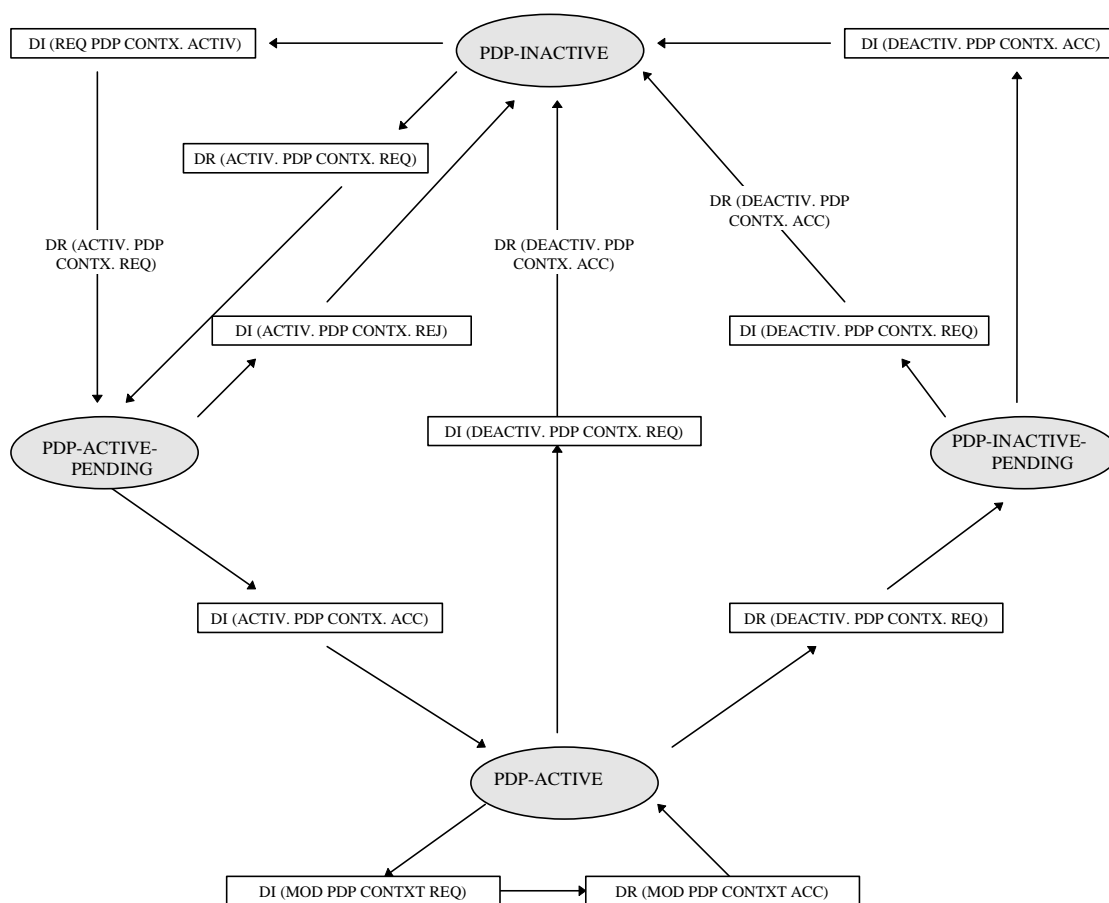 DI (REQ PDP CONTX. ACTIV)
PDP-INACTIVE
DI (DEACTIV. PDP CONTX. ACC)
DR (ACTIV. PDP CONTX. REQ)
DR (DEACTIV. PDP
CONTX. ACC)
DR (ACTIV. PDP
CONTX. REQ)
DR (DEACTIV. PDP
CONTX. ACC)
DI (ACTIV. PDP CONTX. REJ)
DI (DEACTIV. PDP CONTX. REQ)
PDP-ACTIVE-
PENDING
DI (DEACTIV. PDP CONTX. REQ)
PDP-INACTIVE-
PENDING
DI (ACTIV. PDP CONTX. ACC)
DR (DEACTIV. PDP CONTX. REQ)
PDP-ACTIVE
DI (MOD PDP CONTXT REQ)
DR (MOD PDP CONTXT ACC)